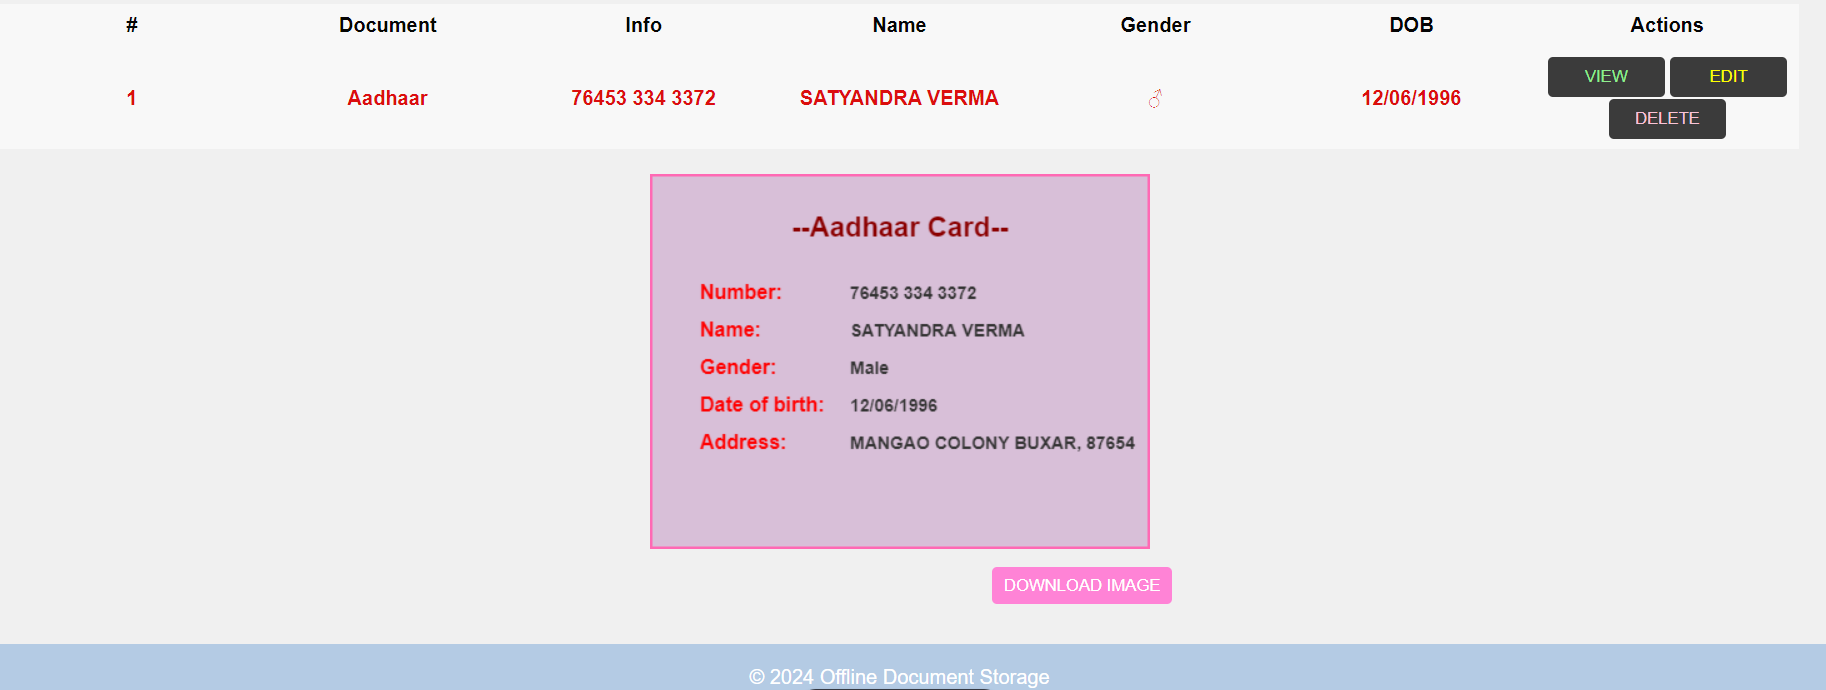 # Document Info Name Gender DOB Actions
1 Aadhaar 76453 334 3372 SATYANDRA VERMA ♂ 12/06/1996 VIEW EDIT
DELETE
--Aadhaar Card--
Number: 76453 334 3372
Name: SATYANDRA VERMA
Gender: Male
Date of birth: 12/06/1996
Address: MANGAO COLONY BUXAR, 87654
DOWNLOAD IMAGE
© 2024 Offline Document Storage